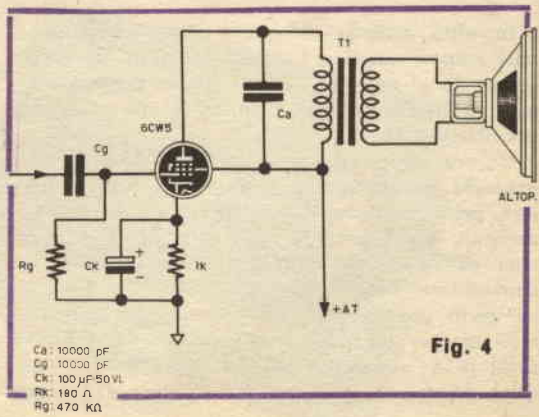 T1
6CW5
Cg
Ca
ALTOP.
Rg
Ck
+
-
Ik
+AT
Fig. 4
Ca: 10000 pF
Cg: 10000 pF
Ck: 100 µF-50 VL
Rk: 180 Ω
Rg: 470 KΩ